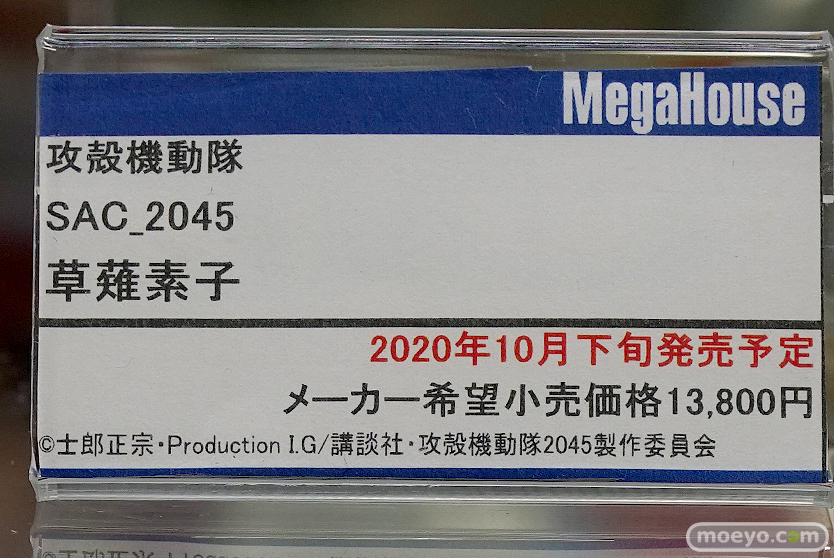 MegaHouse
攻殻機動隊
SAC_2045
草薙素子
2020年10月下旬発売予定
メーカー希望小売価格13,800円
©士郎正宗・Production I.G/講談社・攻殻機動隊2045製作委員会
moeyo.com